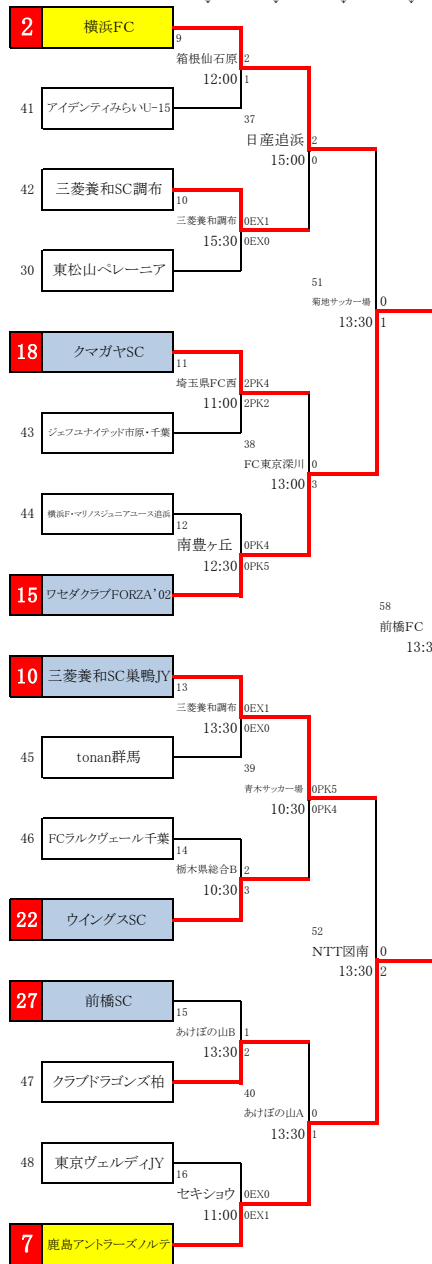 2 横浜FC
9
箱根仙石原 2
12:00 1
41 アイデンティみらいU-15
37
日産追浜 2
15:00 0
42 三菱養和SC調布
10
三菱養和調布 0EX1
15:30 0EX0
30 東松山ペレーニア
51
菊地サッカー場 0
13:30 1
18 クマガヤSC
11
埼玉県FC西 2PK4
11:00 2PK2
43 ジェフユナイテッド市原・千葉
38
FC東京深川 0
13:00 3
44 横浜F・マリノスジュニアユース追浜
12
南豊ヶ丘 0PK4
12:30 0PK5
15 ワセダクラブFORZA'02
58
前橋FC
13:3
10 三菱養和SC巣鴨JY
13
三菱養和調布 0EX1
13:30 0EX0
45 tonan群馬
39
青木サッカー場 0PK5
10:30 0PK4
46 FCラルクヴェール千葉
14
栃木県総合B 2
10:30 3
22 ウイングスSC
52
NTT図南 0
13:30 2
27 前橋SC
15
あけぼの山B 1
13:30 2
47 クラブドラゴンズ柏
40
あけぼの山A 0
13:30 1
48 東京ヴェルディJY
16
セキショウ 0EX0
11:00 0EX1
7 鹿島アントラーズノルテ